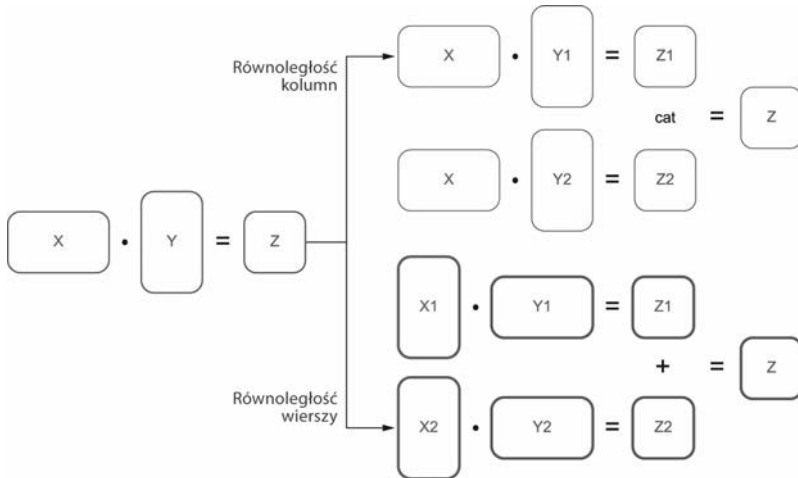 X • Y = Z
Równoległość
kolumn
X • Y1 = Z1
cat = Z
X • Y2 = Z2
Równoległość
wierszy
X1 • Y1 = Z1
+ = Z
X2 • Y2 = Z2